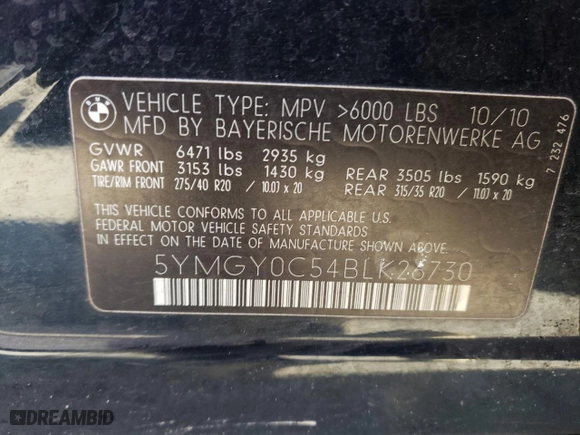 BMW
VEHICLE TYPE: MPV >6000 LBS 10/10
MFD BY BAYERISCHE MOTORENWERKE AG
GVWR 6471 lbs 2935 kg
GAWR FRONT 3153 lbs 1430 kg REAR 3505 lbs 1590 kg
TIRE/RIM FRONT 275/40 R20 / 10.0J x 20 REAR 315/35 R20 / 11.0J x 20
THIS VEHICLE CONFORMS TO ALL APPLICABLE U.S.
FEDERAL MOTOR VEHICLE SAFETY STANDARDS
IN EFFECT ON THE DATE OF MANUFACTURE SHOWN ABOVE.
5YMGY0C54BLK26730
7 232 476
DREAMBID